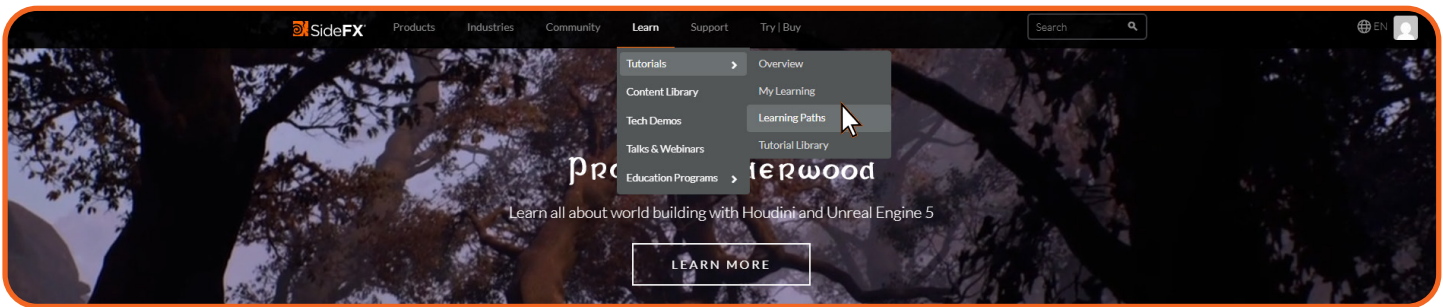 SideFX Products Industries Community Learn Support Try | Buy Search EN
Tutorials
Content Library
Tech Demos
Talks & Webinars
Education Programs
Overview
My Learning
Learning Paths
Tutorial Library
Learn all about world building with Houdini and Unreal Engine 5
LEARN MORE